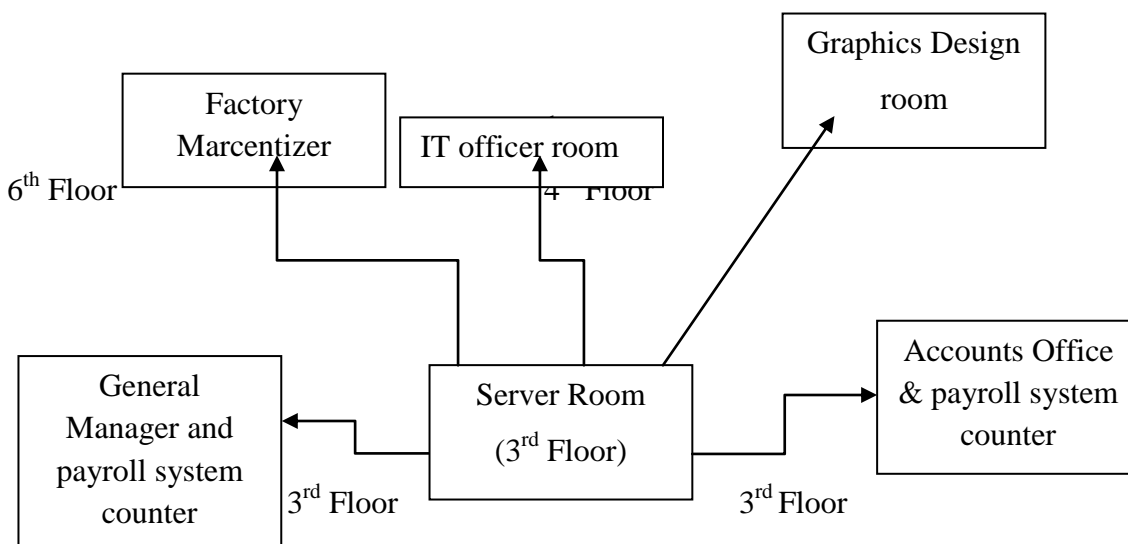 Graphics Design
room
Factory
Marcentizer
IT officer room
6th Floor
Floor
General
Manager and
payroll system
counter
Server Room
(3rd Floor)
Accounts Office
& payroll system
counter
3rd Floor
3rd Floor